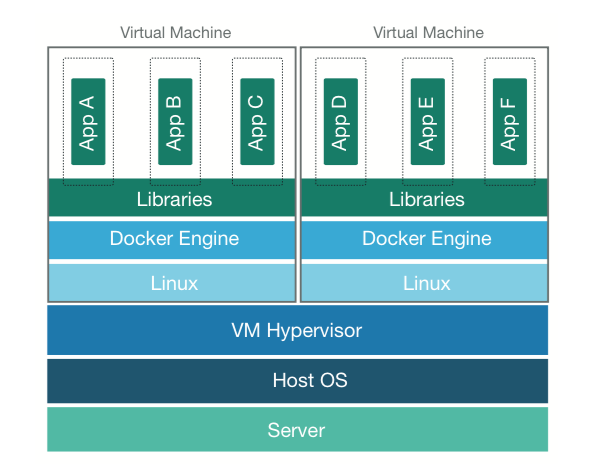 Virtual Machine Virtual Machine
App A App B App C App D App E App F
Libraries Libraries
Docker Engine Docker Engine
Linux Linux
VM Hypervisor
Host OS
Server